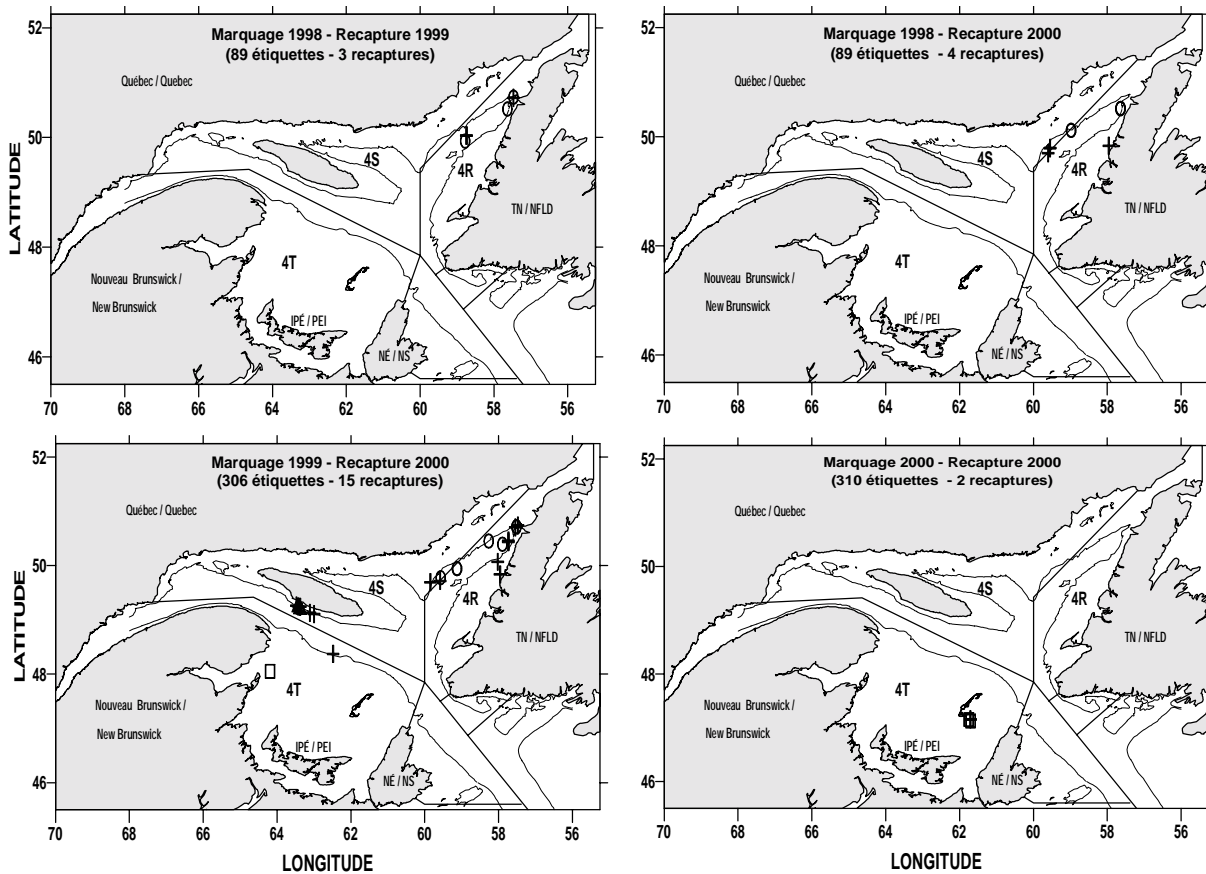 Marquage 1998 - Recapture 1999
(89 étiquettes - 3 recaptures)
Québec / Quebec
4S
4R
TN / NFLD
4T
Nouveau Brunswick /
New Brunswick
IPÉ / PEI
NÉ / NS
LATITUDE
52
50
48
46
70 68 66 64 62 60 58 56
Marquage 1998 - Recapture 2000
(89 étiquettes - 4 recaptures)
Québec / Quebec
4S
4R
TN / NFLD
4T
Nouveau Brunswick /
New Brunswick
IPÉ / PEI
NÉ / NS
52
50
48
46
70 68 66 64 62 60 58 56
Marquage 1999 - Recapture 2000
(306 étiquettes - 15 recaptures)
Québec / Quebec
4S
4R
TN / NFLD
4T
Nouveau Brunswick /
New Brunswick
IPÉ / PEI
NÉ / NS
LATITUDE
52
50
48
46
70 68 66 64 62 60 58 56
LONGITUDE
Marquage 2000 - Recapture 2000
(310 étiquettes - 2 recaptures)
Québec / Quebec
4S
4R
TN / NFLD
4T
Nouveau Brunswick /
New Brunswick
IPÉ / PEI
NÉ / NS
52
50
48
46
70 68 66 64 62 60 58 56
LONGITUDE